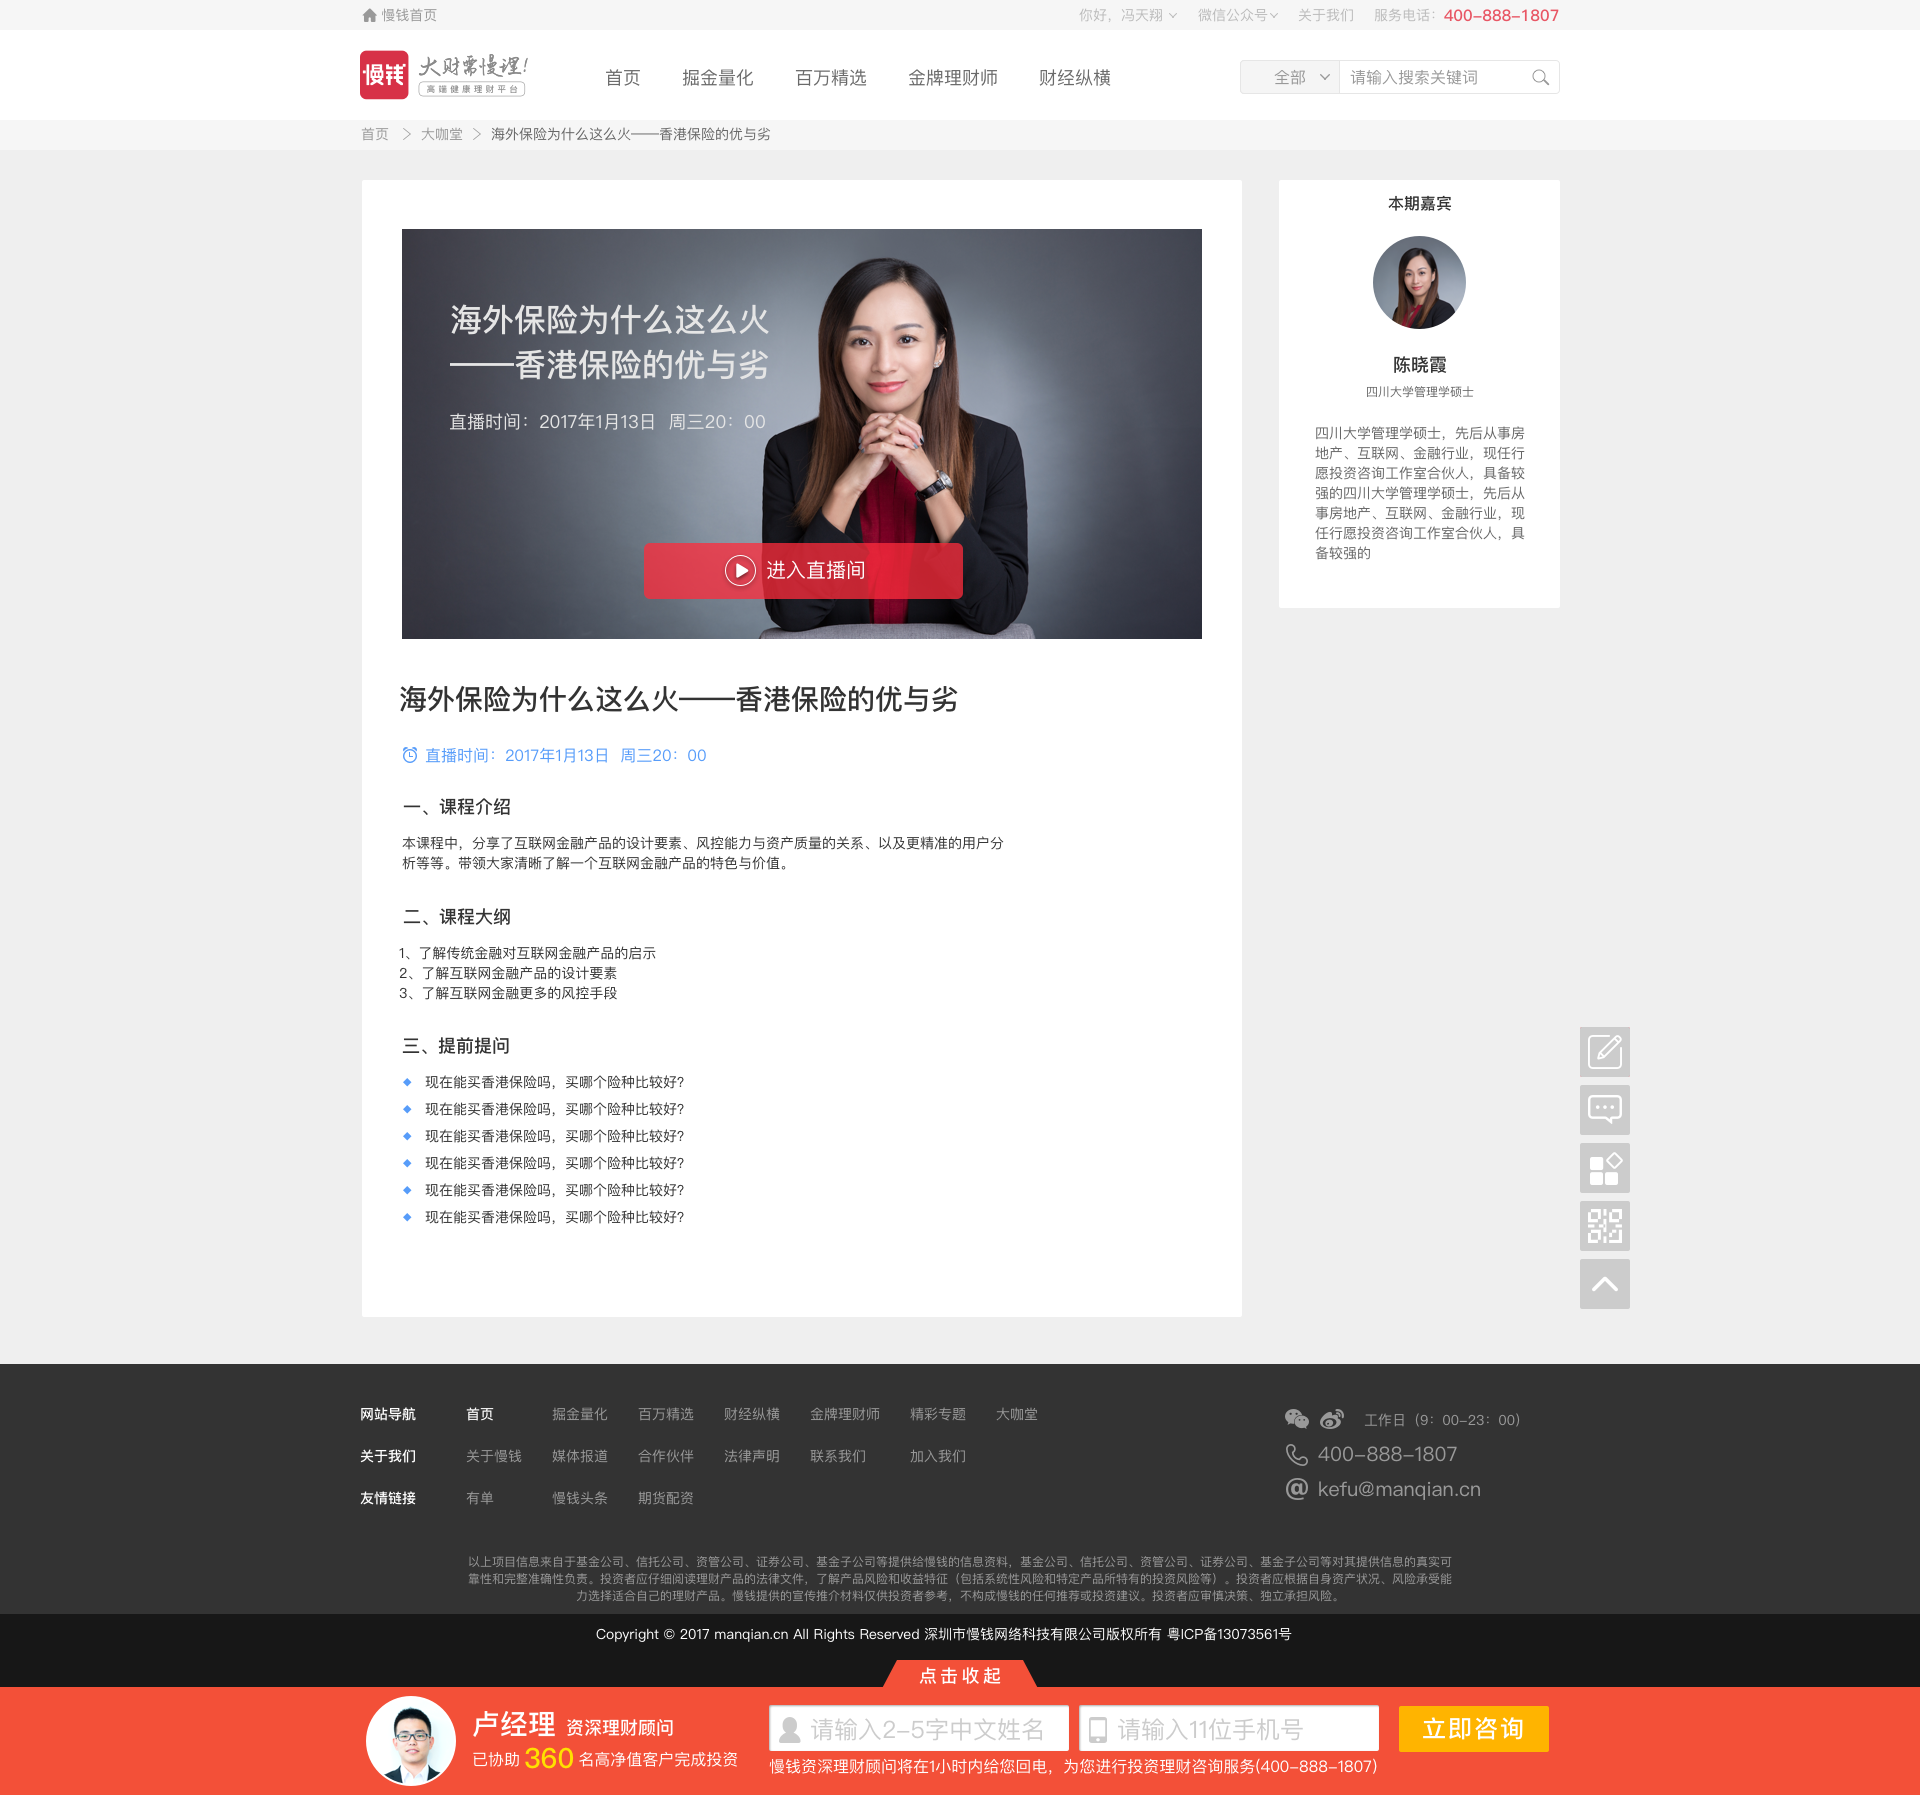 慢钱首页
你好，冯天翔
微信公众号
关于我们
服务电话：400-888-1807
慢钱
大财需慢理！
高端健康理财平台
首页
掘金量化
百万精选
金牌理财师
财经纵横
全部
请输入搜索关键词
首页 > 大咖堂 > 海外保险为什么这么火——香港保险的优与劣
海外保险为什么这么火
——香港保险的优与劣
直播时间：2017年1月13日 周三20：00
进入直播间
海外保险为什么这么火——香港保险的优与劣
直播时间：2017年1月13日 周三20：00
一、课程介绍
本课程中，分享了互联网金融产品的设计要素、风控能力与资产质量的关系、以及更精准的用户分
析等等。带领大家清晰了解一个互联网金融产品的特色与价值。
二、课程大纲
1、了解传统金融对互联网金融产品的启示
2、了解互联网金融产品的设计要素
3、了解互联网金融更多的风控手段
三、提前提问
现在能买香港保险吗，买哪个险种比较好?
现在能买香港保险吗，买哪个险种比较好?
现在能买香港保险吗，买哪个险种比较好?
现在能买香港保险吗，买哪个险种比较好?
现在能买香港保险吗，买哪个险种比较好?
现在能买香港保险吗，买哪个险种比较好?
本期嘉宾
陈晓霞
四川大学管理学硕士
四川大学管理学硕士，先后从事房
地产、互联网、金融行业，现任行
愿投资咨询工作室合伙人，具备较
强的四川大学管理学硕士，先后从
事房地产、互联网、金融行业，现
任行愿投资咨询工作室合伙人，具
备较强的
网站导航 首页 掘金量化 百万精选 财经纵横 金牌理财师 精彩专题 大咖堂
关于我们 关于慢钱 媒体报道 合作伙伴 法律声明 联系我们 加入我们
友情链接 有单 慢钱头条 期货配资
工作日（9：00-23：00）
400-888-1807
@ kefu@manqian.cn
以上项目信息来自于基金公司、信托公司、资管公司、证券公司、基金子公司等提供给慢钱的信息资料，基金公司、信托公司、资管公司、证券公司、基金子公司等对其提供信息的真实可
靠性和完整准确性负责。投资者应仔细阅读理财产品的法律文件，了解产品风险和收益特征（包括系统性风险和特定产品所特有的投资风险等）。投资者应根据自身资产状况、风险承受能
力选择适合自己的理财产品。慢钱提供的宣传推介材料仅供投资者参考，不构成慢钱的任何推荐或投资建议。投资者应审慎决策、独立承担风险。
Copyright © 2017 manqian.cn All Rights Reserved 深圳市慢钱网络科技有限公司版权所有 粤ICP备13073561号
点击收起
卢经理 资深理财顾问
已协助 360 名高净值客户完成投资
请输入2-5字中文姓名
请输入11位手机号
立即咨询
慢钱资深理财顾问将在1小时内给您回电，为您进行投资理财咨询服务(400-888-1807)